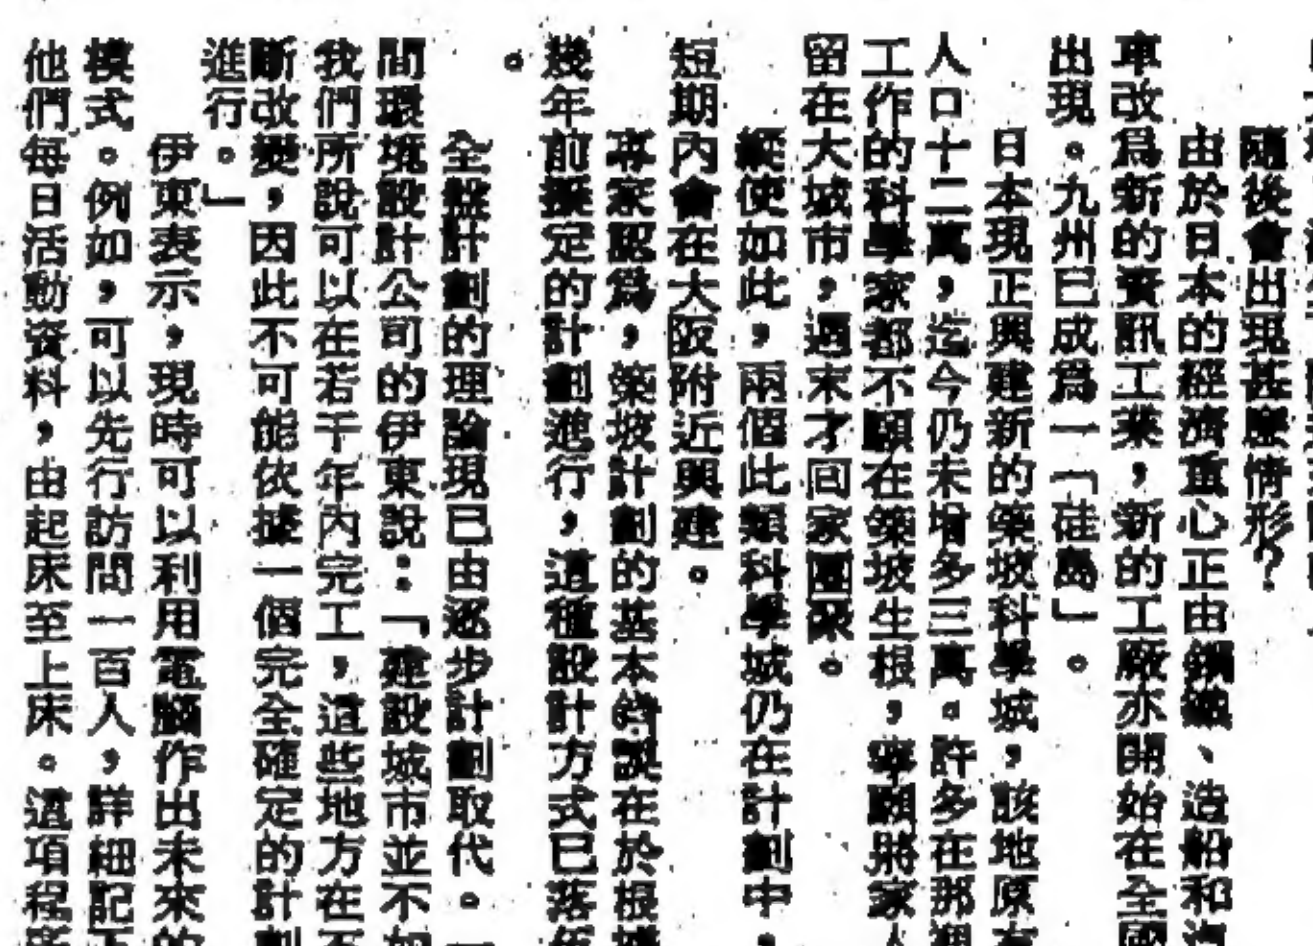 隨後會出現甚麼情形?
由於日本的經濟重心正由鋼鐵、造船和汽
車改爲新的資訊工業，新的工廠亦開始在全國
出現。九州已成爲一「硅島」。
日本現正興建新的築坡科學城，該地原有
人口十二萬，迄今仍未增多三萬。許多在那裡
工作的科學家都不願在築坡生根，寧願將家人
留在大城市，週末才回家團聚。
縱使如此，兩個此類科學城仍在計劃中，
短期內會在大阪附近興建。
專家認爲，築坡計劃的基本錯誤在於根據
幾年前擬定的計劃進行，這種設計方式已落伍
。
全盤計劃的理論現已由逐步計劃取代。
間環境設計公司的伊東說：「建設城市並不如
我們所說可以在若干年內完工，這些地方在不
斷改變，因此不可能依據一個完全確定的計劃
進行。」
伊東表示，現時可以利用電腦作出未來的
模式。例如，可以先行訪問一百人，詳細記下
他們每日活動資料，由起床至上床。這項程序